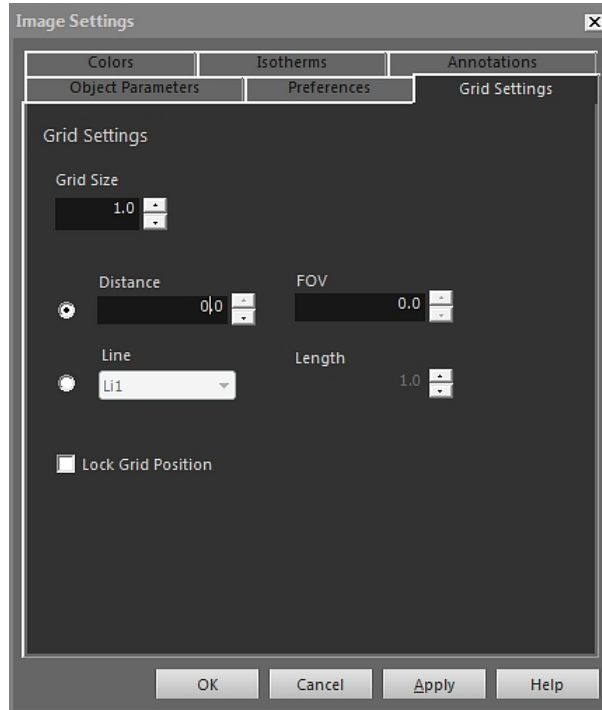 Image Settings
Colors Isotherms Annotations
Object Parameters Preferences Grid Settings
Grid Settings
Grid Size
1.0
Distance FOV
0.0 0.0
Line Length
Li1 1.0
Lock Grid Position
OK Cancel Apply Help